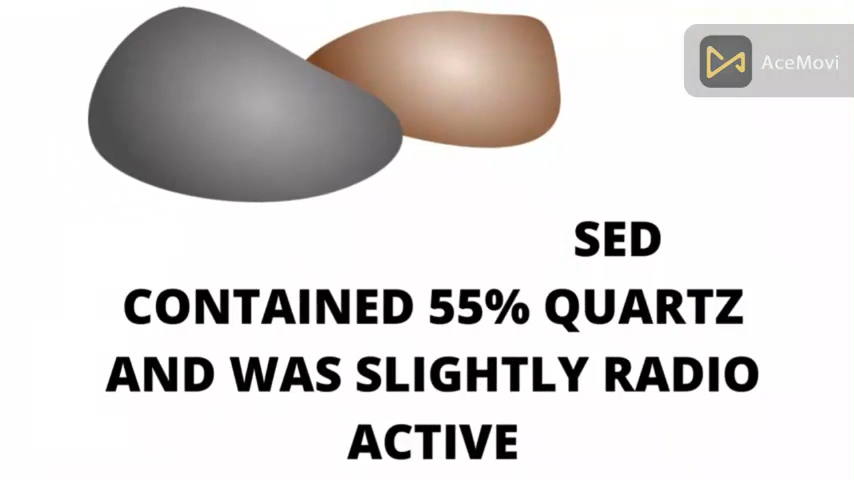 AceMovi
SED
CONTAINED 55% QUARTZ
AND WAS SLIGHTLY RADIO
ACTIVE